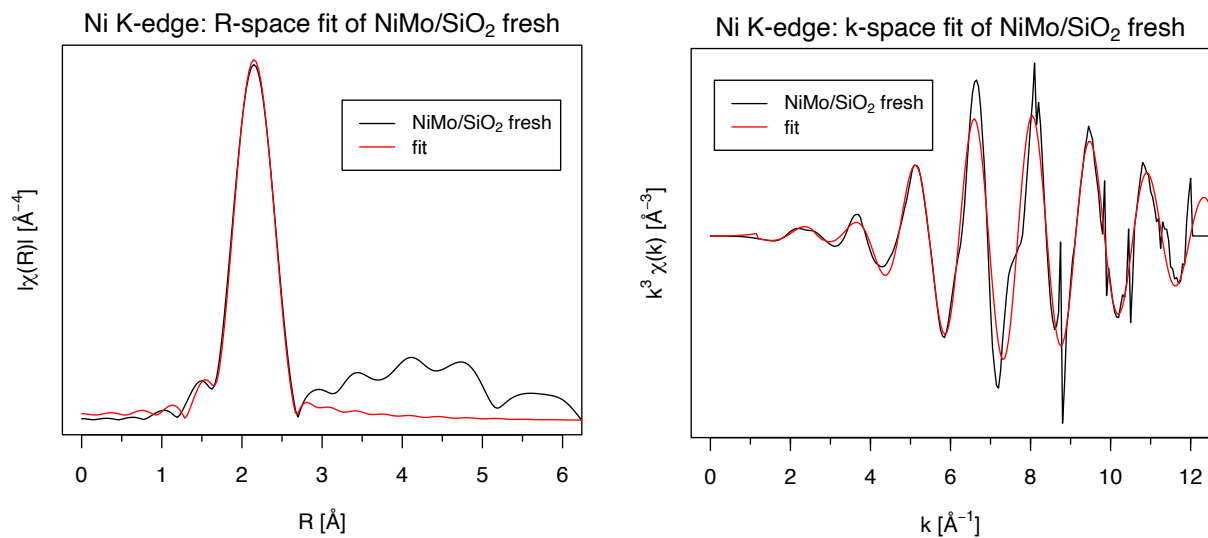 Ni K-edge: R-space fit of NiMo/SiO₂ fresh
|χ(R)| [Å⁻⁴]
NiMo/SiO₂ fresh
fit
0 1 2 3 4 5 6
R [Å]
Ni K-edge: k-space fit of NiMo/SiO₂ fresh
k³ χ(k) [Å⁻³]
NiMo/SiO₂ fresh
fit
0 2 4 6 8 10 12
k [Å⁻¹]